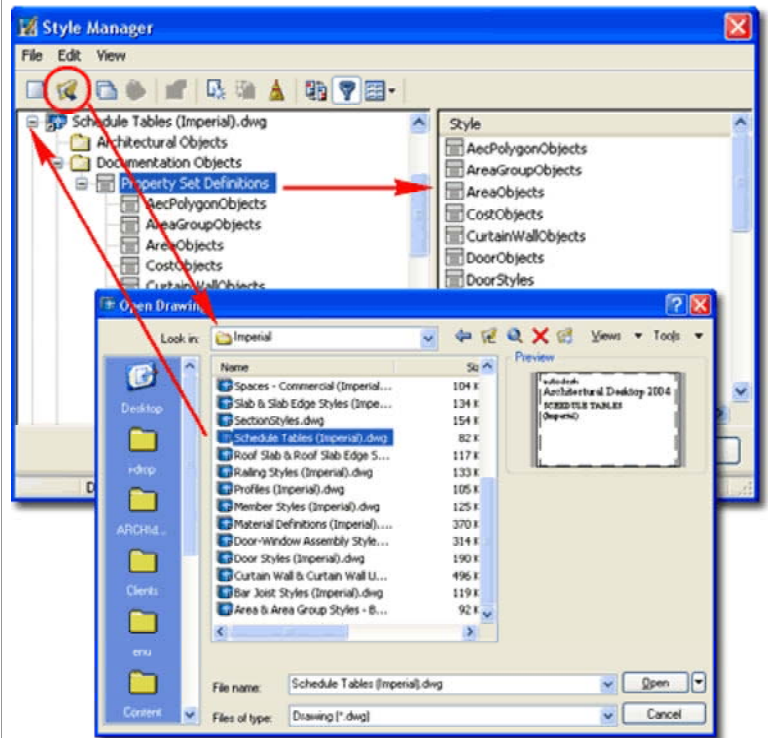 Style Manager
File Edit View
Schedule Tables (Imperial).dwg
Architectural Objects
Documentation Objects
Property Set Definitions
AecPolygonObjects
AreaGroupObjects
AreaObjects
CostObjects
CurtainWallObjects
Style
AecPolygonObjects
AreaGroupObjects
AreaObjects
CostObjects
CurtainWallObjects
DoorObjects
DoorStyles
Open Drawing
Look in: Imperial Views Tools
Desktop
i-drop
ARCHid...
Clients
enu
Content
Name
Spaces - Commercial (Imperial... 104 K
Slab & Slab Edge Styles (Impe... 134 K
SectionStyles.dwg 154 K
Schedule Tables (Imperial).dwg 82 K
Roof Slab & Roof Slab Edge S... 117 K
Railing Styles (Imperial).dwg 133 K
Profiles (Imperial).dwg 105 K
Member Styles (Imperial).dwg 125 K
Material Definitions (Imperial).... 370 K
Door-Window Assembly Style... 314 K
Door Styles (Imperial).dwg 190 K
Curtain Wall & Curtain Wall U... 496 K
Bar Joist Styles (Imperial).dwg 119 K
Area & Area Group Styles - B... 92 K
Preview
autodesk
Architectural Desktop 2004
SCHEDULE TABLES
(Imperial)
File name: Schedule Tables (Imperial).dwg Open
Files of type: Drawing (*.dwg) Cancel